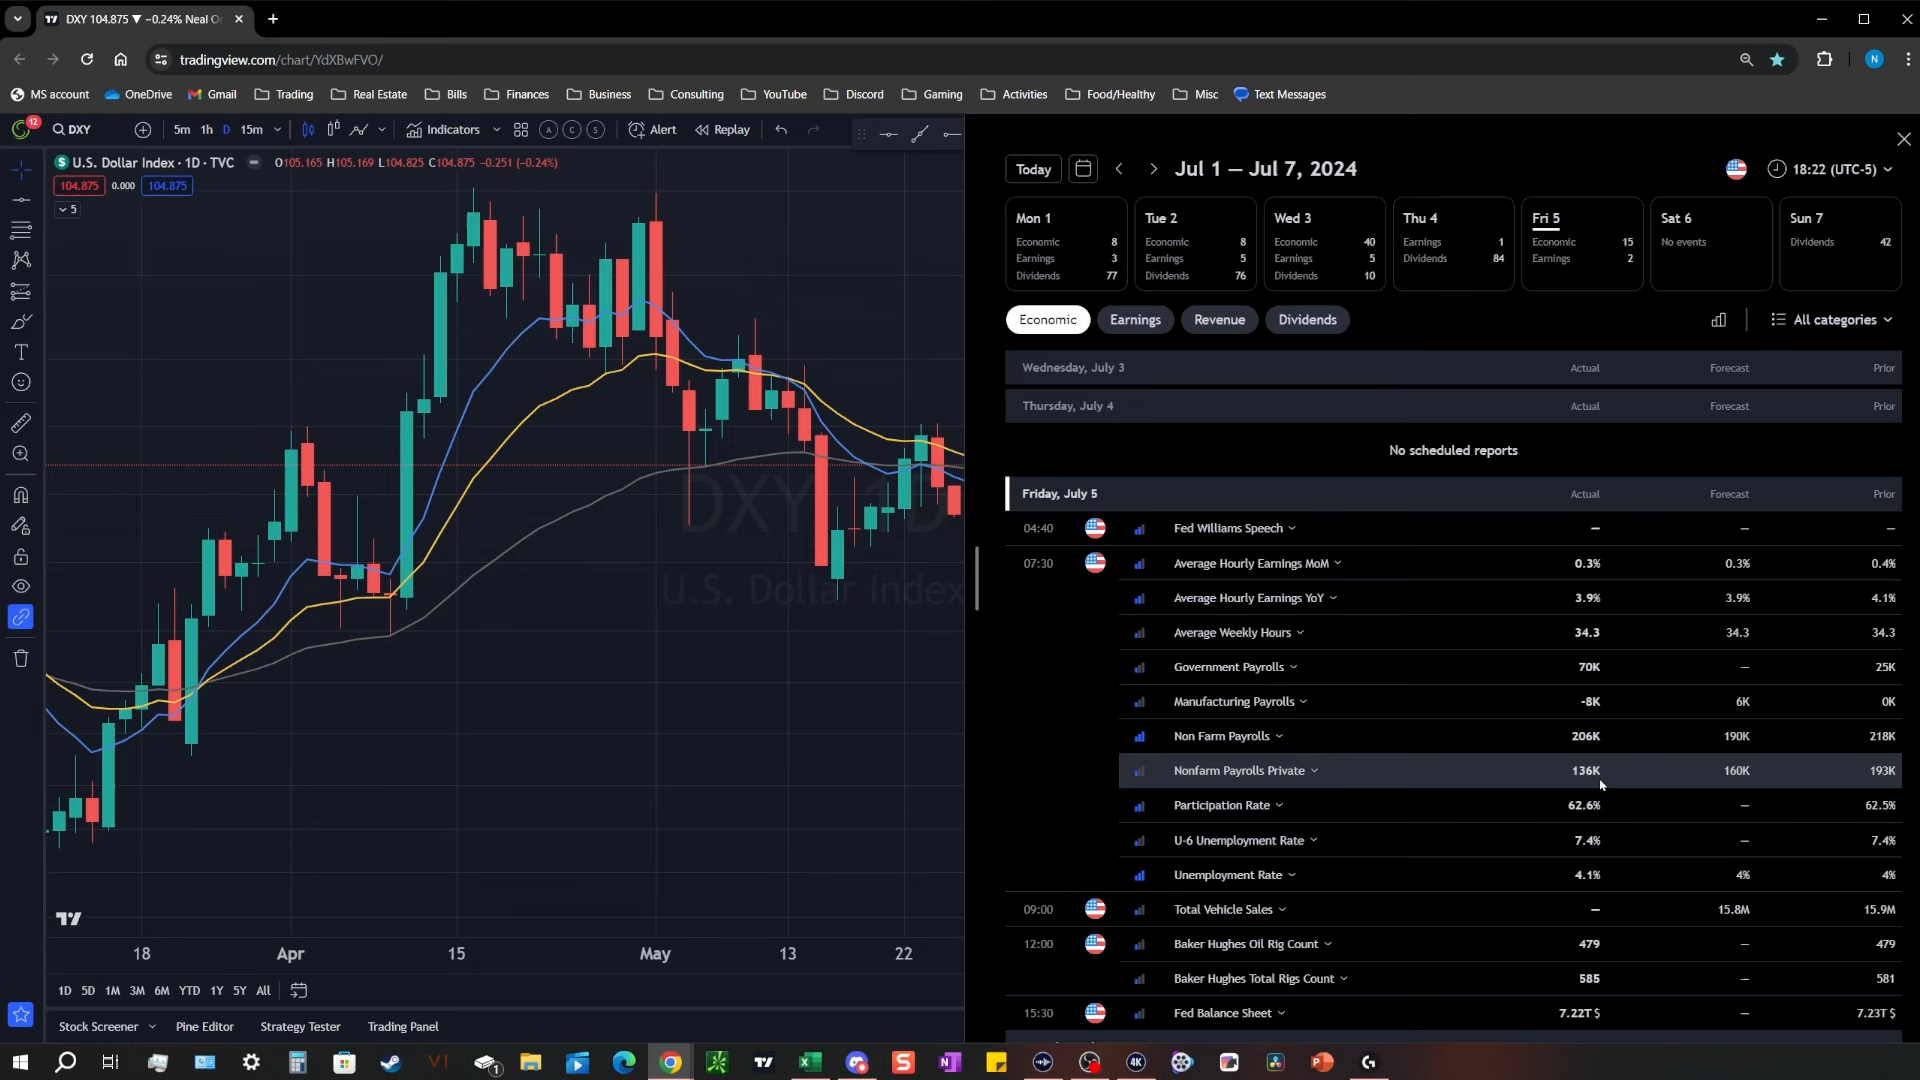 DXY 104.875 ▼ −0.24% Neal O
tradingview.com/chart/YdXBwFVO/
MS account OneDrive Gmail Trading Real Estate Bills Finances Business Consulting YouTube Discord Gaming Activities Food/Healthy Misc Text Messages
12 DXY 5m 1h D 15m Indicators A C S Alert Replay
U.S. Dollar Index · 1D · TVC O105.165 H105.169 L104.825 C104.875 −0.251 (−0.24%)
104.875 0.000 104.875
5
DXY, 1D
U.S. Dollar Index
18 Apr 15 May 13 22
1D 5D 1M 3M 6M YTD 1Y 5Y All
Stock Screener Pine Editor Strategy Tester Trading Panel
Today Jul 1 — Jul 7, 2024 18:22 (UTC-5)
Mon 1 Tue 2 Wed 3 Thu 4 Fri 5 Sat 6 Sun 7
Economic 8 Economic 8 Economic 40 Earnings 1 Economic 15 No events Dividends 42
Earnings 3 Earnings 5 Earnings 5 Dividends 84 Earnings 2
Dividends 77 Dividends 76 Dividends 10
Economic Earnings Revenue Dividends All categories
Wednesday, July 3 Actual Forecast Prior
Thursday, July 4 Actual Forecast Prior
No scheduled reports
Friday, July 5 Actual Forecast Prior
04:40 Fed Williams Speech — — —
07:30 Average Hourly Earnings MoM 0.3% 0.3% 0.4%
Average Hourly Earnings YoY 3.9% 3.9% 4.1%
Average Weekly Hours 34.3 34.3 34.3
Government Payrolls 70K — 25K
Manufacturing Payrolls -8K 6K 0K
Non Farm Payrolls 206K 190K 218K
Nonfarm Payrolls Private 136K 160K 193K
Participation Rate 62.6% — 62.5%
U-6 Unemployment Rate 7.4% — 7.4%
Unemployment Rate 4.1% 4% 4%
09:00 Total Vehicle Sales — 15.8M 15.9M
12:00 Baker Hughes Oil Rig Count 479 — 479
Baker Hughes Total Rigs Count 585 — 581
15:30 Fed Balance Sheet 7.22T $ — 7.23T $